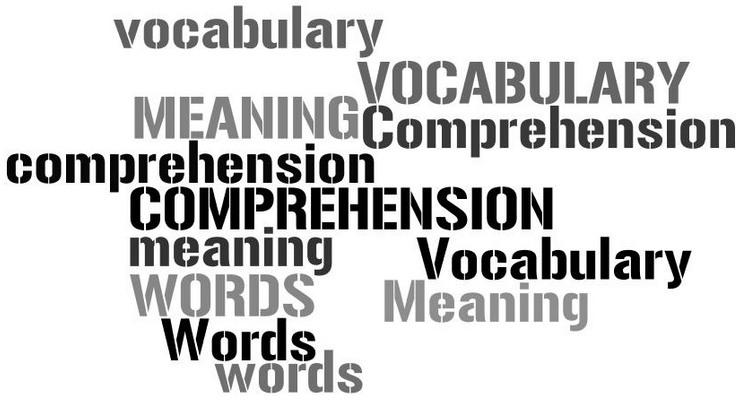 vocabulary
VOCABULARY
MEANING
Comprehension
comprehension
COMPREHENSION
meaning
Vocabulary
WORDS
Meaning
Words
words